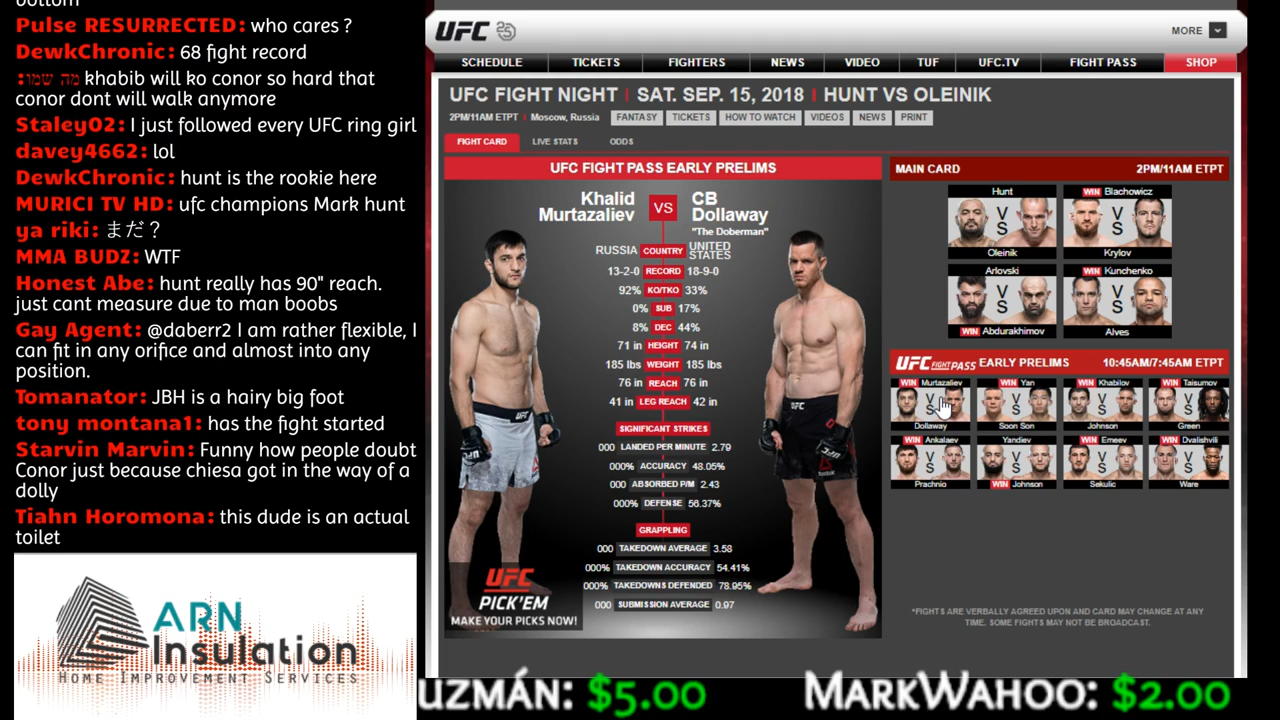 bottom
Pulse RESURRECTED: who cares ?
DewkChronic: 68 fight record
מה שמו: khabib will ko conor so hard that
conor dont will walk anymore
Staley02: I just followed every UFC ring girl
davey4662: lol
DewkChronic: hunt is the rookie here
MURICI TV HD: ufc champions Mark hunt
ya riki: まだ？
MMA BUDZ: WTF
Honest Abe: hunt really has 90" reach.
just cant measure due to man boobs
Gay Agent: @daberr2 I am rather flexible, I
can fit in any orifice and almost into any
position.
Tomanator: JBH is a hairy big foot
tony montana1: has the fight started
Starvin Marvin: Funny how people doubt
Conor just because chiesa got in the way of a
dolly
Tiahn Horomona: this dude is an actual
toilet
ARN
Insulation
HOME IMPROVEMENT SERVICES
UFC 25
MORE
SCHEDULE TICKETS FIGHTERS NEWS VIDEO TUF UFC.TV FIGHT PASS SHOP
UFC FIGHT NIGHT | SAT. SEP. 15, 2018 | HUNT VS OLEINIK
2PM/11AM ETPT | Moscow, Russia FANTASY TICKETS HOW TO WATCH VIDEOS NEWS PRINT
FIGHT CARD LIVE STATS ODDS
UFC FIGHT PASS EARLY PRELIMS
Khalid
Murtazaliev
VS
CB
Dollaway
"The Doberman"
RUSSIA COUNTRY UNITED STATES
13-2-0 RECORD 18-9-0
92% KO/TKO 33%
0% SUB 17%
8% DEC 44%
71 in HEIGHT 74 in
185 lbs WEIGHT 185 lbs
76 in REACH 76 in
41 in LEG REACH 42 in
SIGNIFICANT STRIKES
000 LANDED PER MINUTE 2.79
000% ACCURACY 48.05%
000 ABSORBED P/M 2.43
000% DEFENSE 56.37%
GRAPPLING
000 TAKEDOWN AVERAGE 3.58
000% TAKEDOWN ACCURACY 54.41%
000% TAKEDOWNS DEFENDED 78.95%
000 SUBMISSION AVERAGE 0.97
UFC
PICK'EM
MAKE YOUR PICKS NOW!
MAIN CARD 2PM/11AM ETPT
Hunt WIN Blachowicz
VS VS
Oleinik Krylov
Arlovski WIN Kunchenko
VS VS
WIN Abdurakhimov Alves
UFC FIGHT PASS EARLY PRELIMS 10:45AM/7:45AM ETPT
WIN Murtazaliev WIN Yan WIN Khabilov WIN Taisumov
VS VS VS VS
Dollaway Soon Son Johnson Green
WIN Ankalaev Yandiev WIN Emeev WIN Dvalishvili
VS VS VS VS
Prachnio WIN Johnson Sekulic Ware
*FIGHTS ARE VERBALLY AGREED UPON AND CARD MAY CHANGE AT ANY
TIME. SOME FIGHTS MAY NOT BE BROADCAST.
UZMÁN: $5.00 MARKWAHOO: $2.00